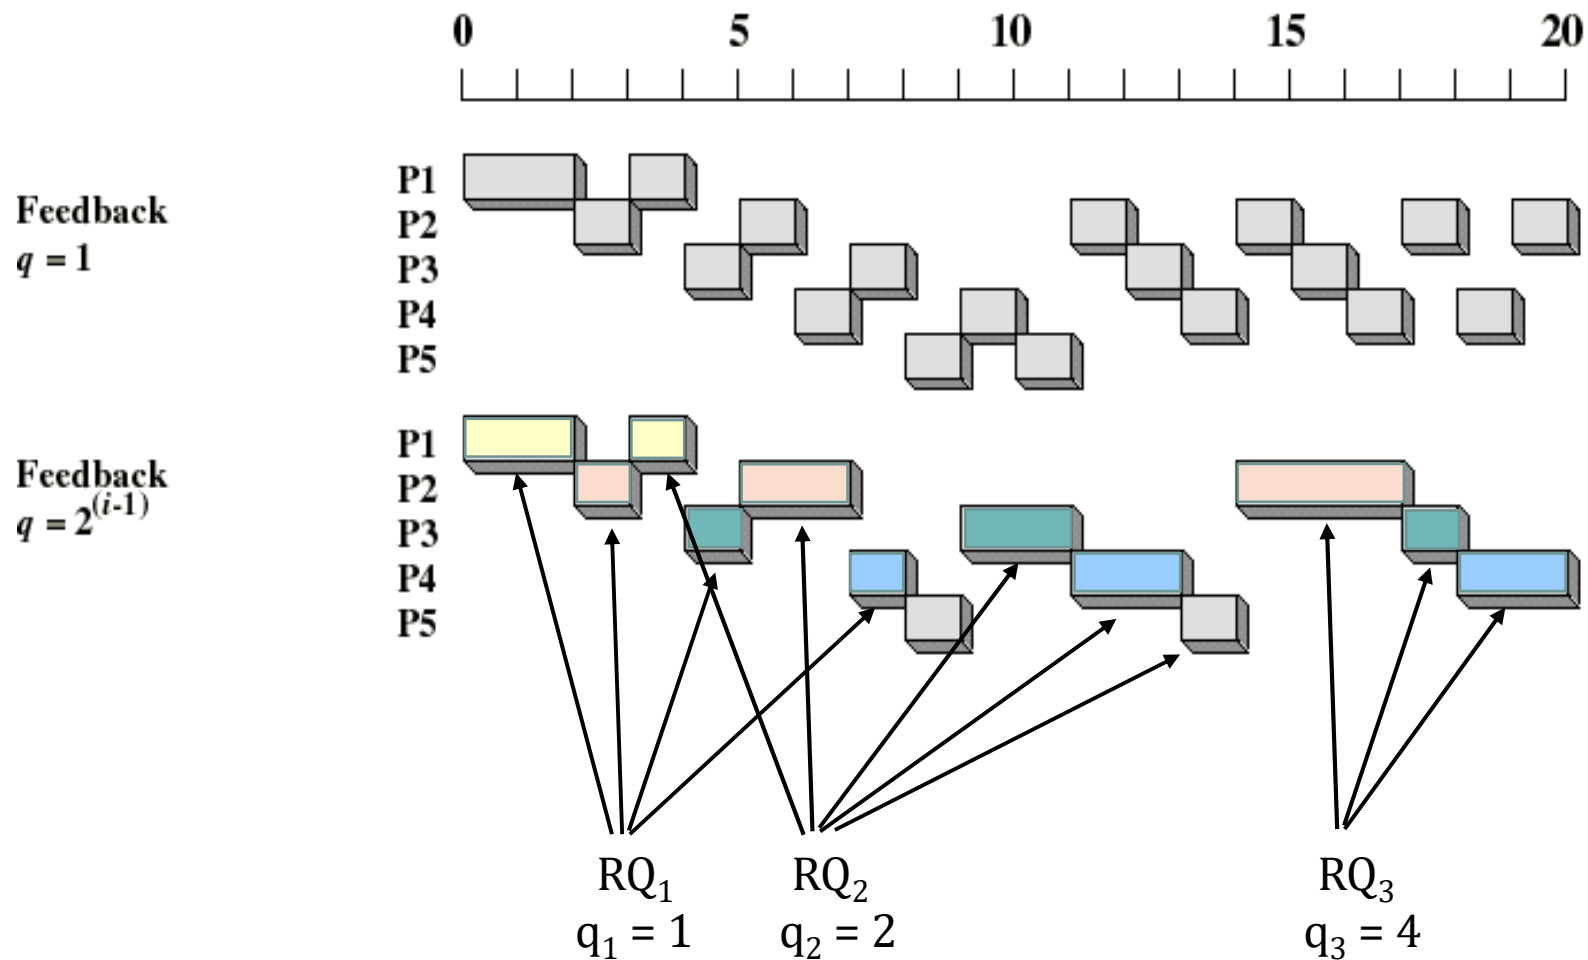 0 5 10 15 20
P1
Feedback
P2
q = 1
P3
P4
P5
P1
Feedback
P2
q = 2^(i-1)
P3
P4
P5
RQ₁ RQ₂ RQ₃
q₁ = 1 q₂ = 2 q₃ = 4